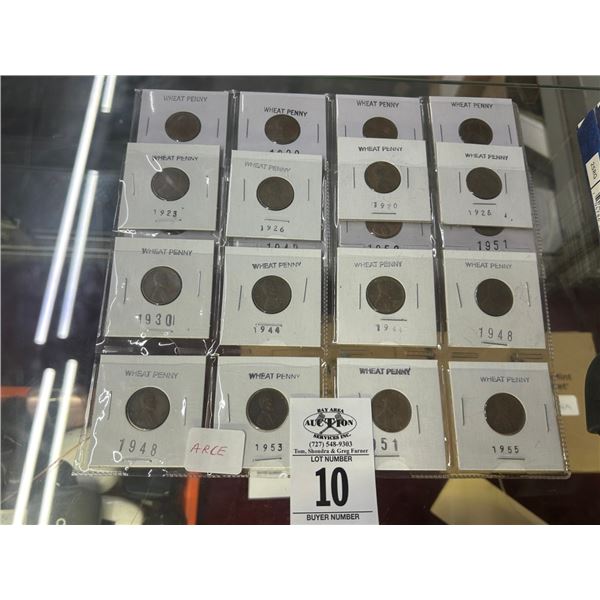 WHEAT PENNY
WHEAT PENNY
WHEAT PENNY
WHEAT PENNY
WHEAT PENNY
1923
WHEAT PENNY
1926
WHEAT PENNY
WHEAT PENNY
1951
WHEAT PENNY
1930
WHEAT PENNY
1944
WHEAT PENNY
WHEAT PENNY
1948
WHEAT PENNY
1948
WHEAT PENNY
1953
WHEAT PENNY
951
WHEAT PENNY
1955
ARCE
BAY AREA
AUCTION
SERVICES INC.
(727) 548-9303
Tom, Shondra & Greg Farner
LOT NUMBER
10
BUYER NUMBER